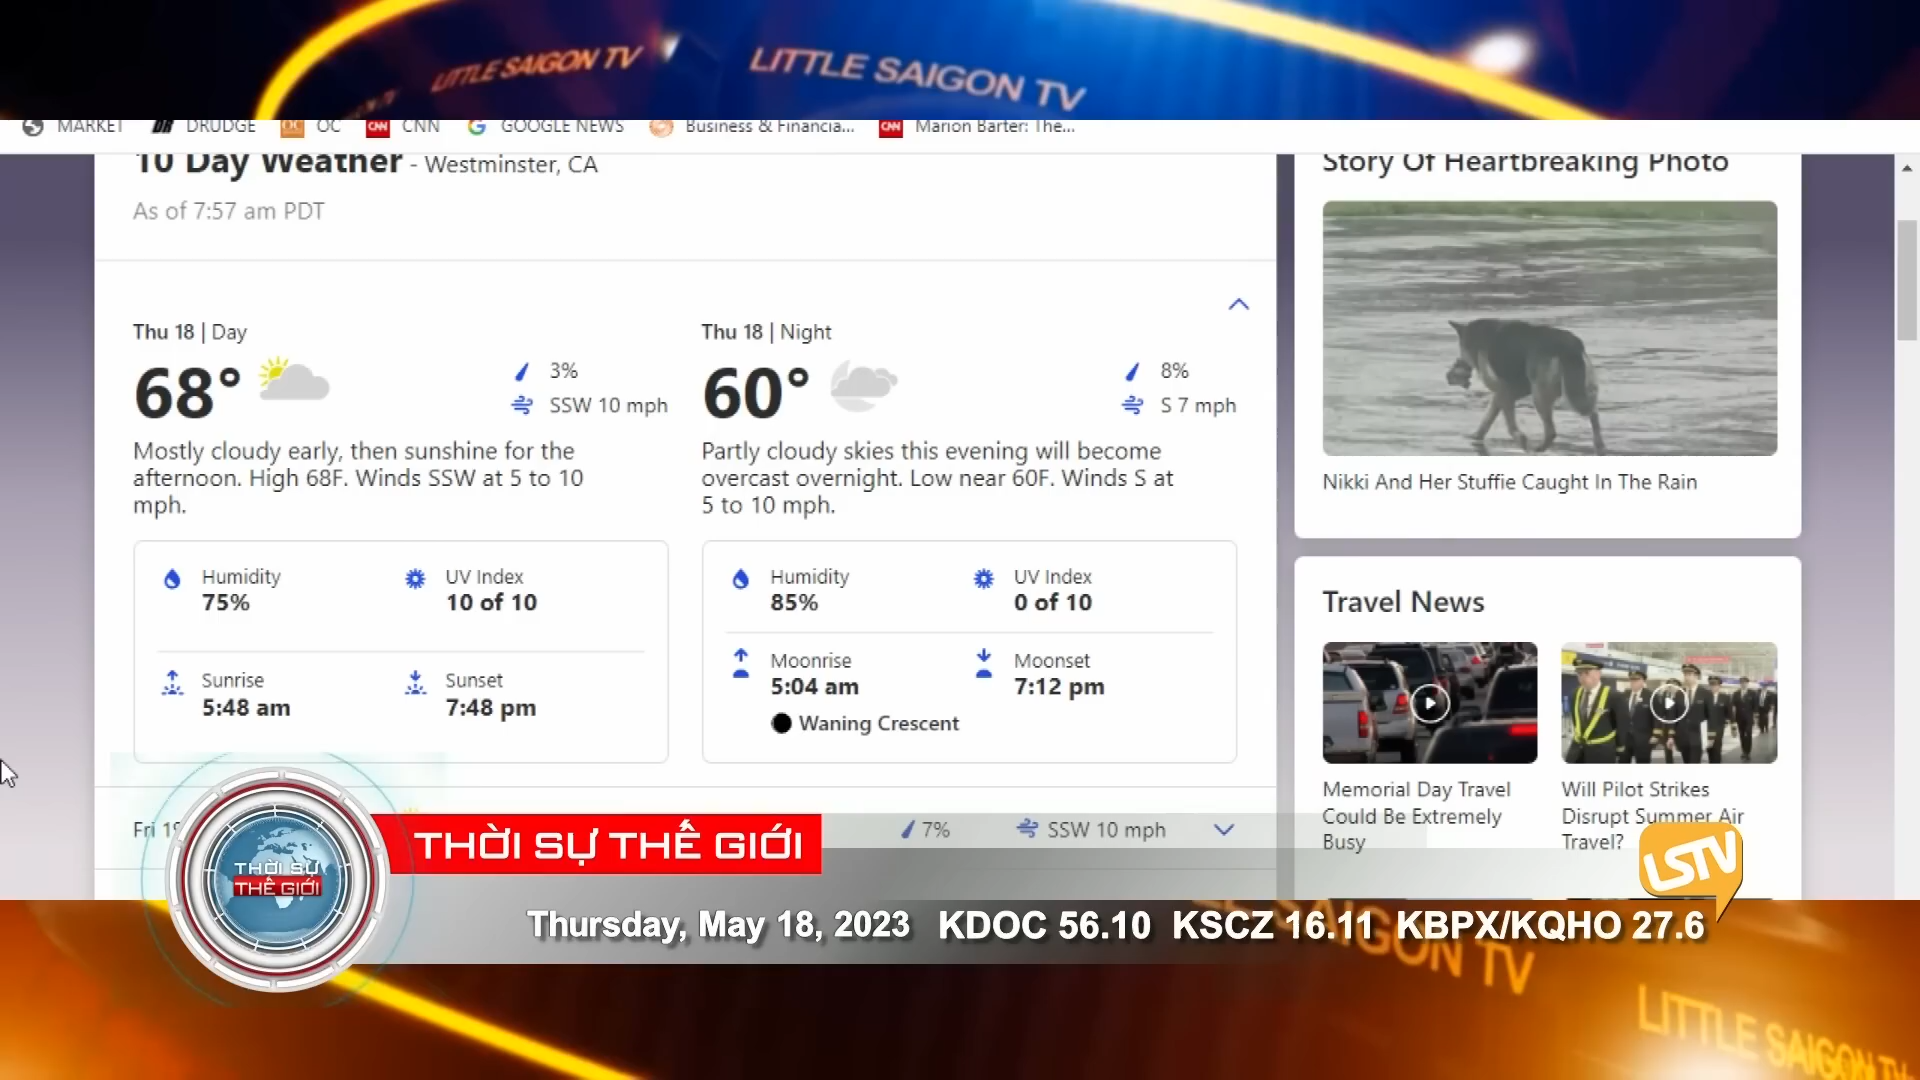 LITTLE SAIGON TV
LITTLE SAIGON TV
MARKET DRUDGE OC OC CNN CNN GOOGLE NEWS Business & Financia... CNN Marion Barter: The...
10 Day Weather - Westminster, CA
As of 7:57 am PDT
Thu 18 | Day
68°
3%
SSW 10 mph
Mostly cloudy early, then sunshine for the
afternoon. High 68F. Winds SSW at 5 to 10
mph.
Humidity
75%
UV Index
10 of 10
Sunrise
5:48 am
Sunset
7:48 pm
Thu 18 | Night
60°
8%
S 7 mph
Partly cloudy skies this evening will become
overcast overnight. Low near 60F. Winds S at
5 to 10 mph.
Humidity
85%
UV Index
0 of 10
Moonrise
5:04 am
Moonset
7:12 pm
Waning Crescent
Fri 19
7%
SSW 10 mph
Story Of Heartbreaking Photo
Nikki And Her Stuffie Caught In The Rain
Travel News
Memorial Day Travel
Could Be Extremely
Busy
Will Pilot Strikes
Disrupt Summer Air
Travel?
THỜI SỰ
THẾ GIỚI
THỜI SỰ THẾ GIỚI
LSTV
Thursday, May 18, 2023 KDOC 56.10 KSCZ 16.11 KBPX/KQHO 27.6
SAIGON TV
LITTLE SAIGON TV